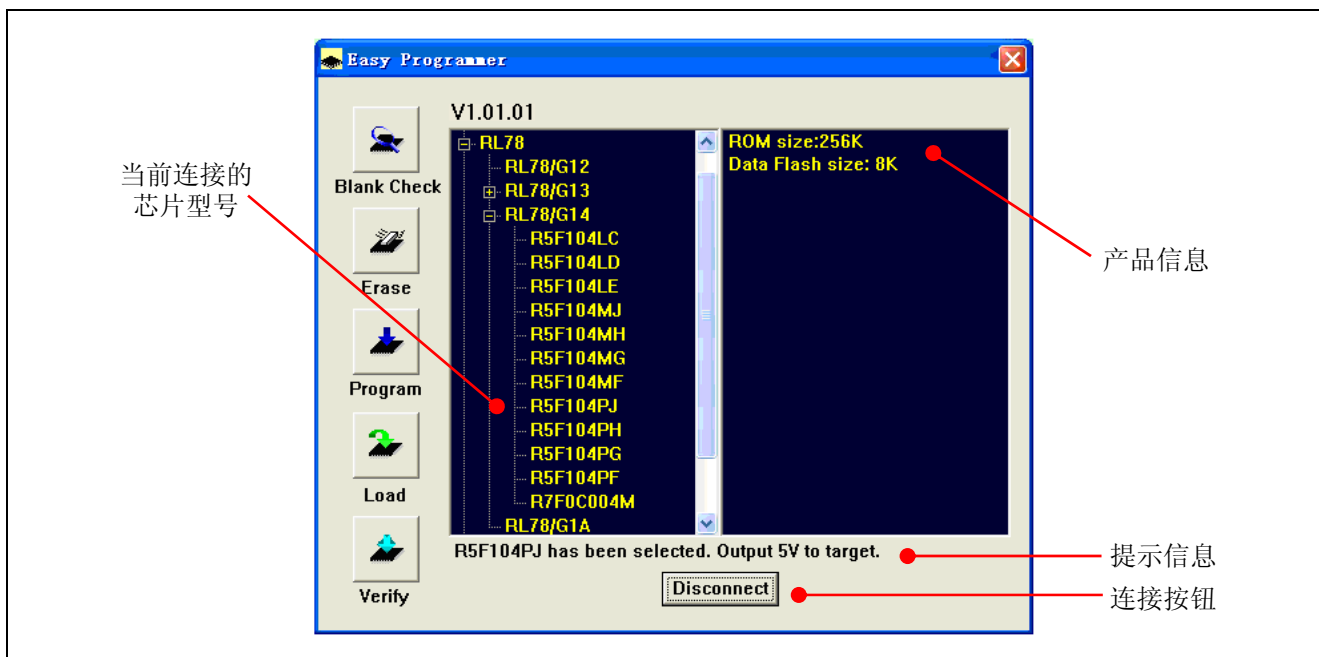 Easy Programmer
V1.01.01
Blank Check
Erase
Program
Load
Verify
RL78
RL78/G12
RL78/G13
RL78/G14
R5F104LC
R5F104LD
R5F104LE
R5F104MJ
R5F104MH
R5F104MG
R5F104MF
R5F104PJ
R5F104PH
R5F104PG
R5F104PF
R7F0C004M
RL78/G1A
ROM size:256K
Data Flash size: 8K
R5F104PJ has been selected. Output 5V to target.
Disconnect
当前连接的
芯片型号
产品信息
提示信息
连接按钮